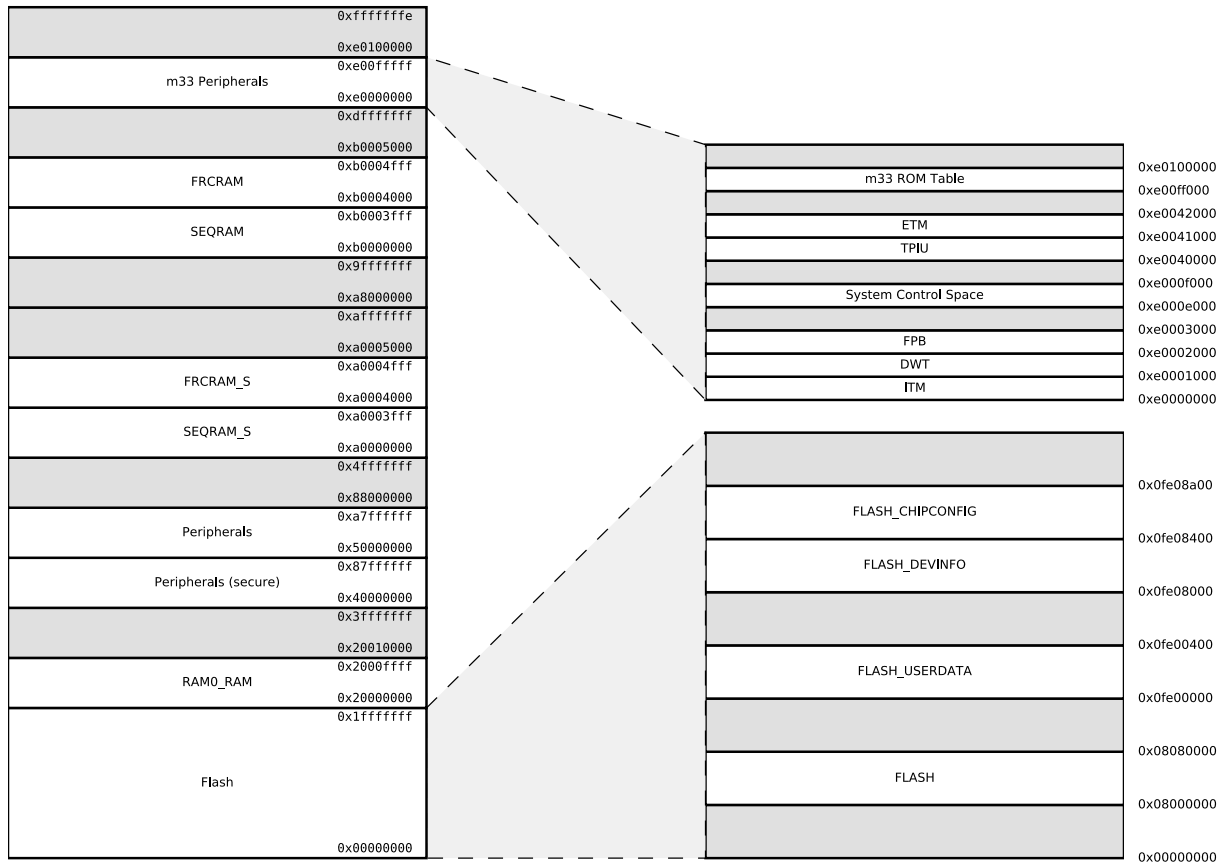 0xfffffffe
0xe0100000
0xe00fffff
m33 Peripherals
0xe0000000
0xdfffffff
0xb0005000
0xb0004fff
FRCRAM
0xb0004000
0xb0003fff
SEQRAM
0xb0000000
0x9fffffff
0xa8000000
0xafffffff
0xa0005000
0xa0004fff
FRCRAM_S
0xa0004000
0xa0003fff
SEQRAM_S
0xa0000000
0x4fffffff
0x88000000
0xa7ffffff
Peripherals
0x50000000
0x87ffffff
Peripherals (secure)
0x40000000
0x3fffffff
0x20010000
0x2000ffff
RAM0_RAM
0x20000000
0x1fffffff
Flash
0x00000000
0xe0100000
m33 ROM Table
0xe00ff000
0xe0042000
ETM
0xe0041000
TPIU
0xe0040000
0xe000f000
System Control Space
0xe000e000
0xe0003000
FPB
0xe0002000
DWT
0xe0001000
ITM
0xe0000000
0x0fe08a00
FLASH_CHIPCONFIG
0x0fe08400
FLASH_DEVINFO
0x0fe08000
0x0fe00400
FLASH_USERDATA
0x0fe00000
0x08080000
FLASH
0x08000000
0x00000000